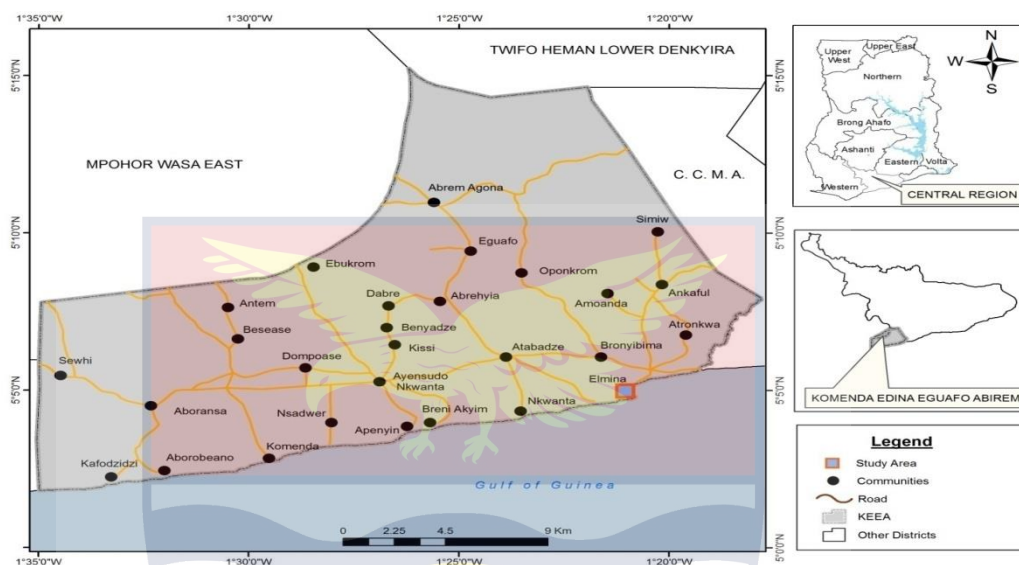 1°35'0"W 1°30'0"W 1°25'0"W 1°20'0"W
TWIFO HEMAN LOWER DENKYIRA
5°15'0"N 5°15'0"N
MPOHOR WASA EAST
C. C. M. A.
Abrem Agona
Simiw
5°10'0"N 5°10'0"N
Eguafo
Ebukrom
Oponkrom
Ankaful
Amoanda
Dabre
Abrehyia
Antem
Benyadze
Atronkwa
Besease
Kissi
Atabadze
Bronyibima
Dompoase
Sewhi
Ayensudo
Nkwanta
Elmina
5°5'0"N 5°5'0"N
Aboransa
Nsadwer
Breni Akyim
Nkwanta
Apenyin
Komenda
Kafodzidzi
Aborobeano
Gulf of Guinea
0 2.25 4.5 9 Km
5°0'0"N
1°35'0"W 1°30'0"W 1°25'0"W 1°20'0"W
N
W
S
Upper West
Upper East
Northern
Brong Ahafo
Ashanti
Eastern
Volta
Western
CENTRAL REGION
KOMENDA EDINA EGUAFO ABIREM
Legend
Study Area
Communities
Road
KEEA
Other Districts